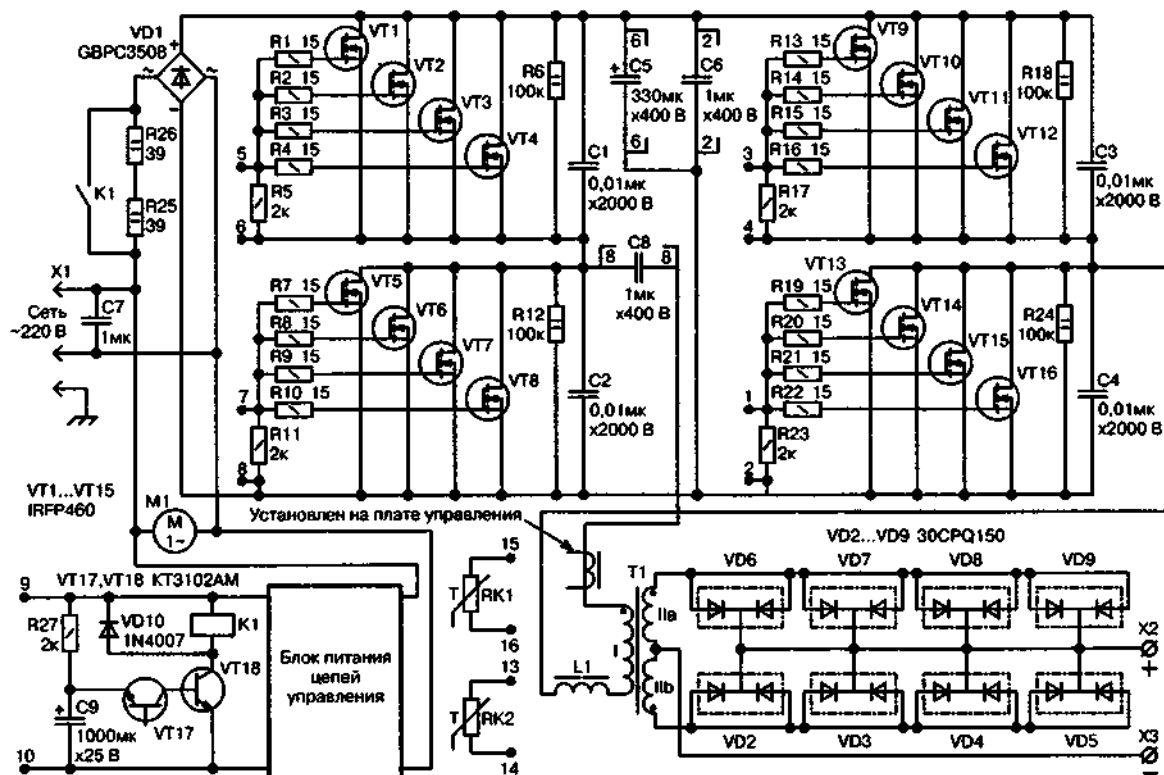 VD1
GBPC3508
+
~
~
−
R26
39
K1
R25
39
X1
C7
Сеть
~220 В
1мк
R1 15
VT1
R2 15
VT2
R3 15
VT3
R4 15
VT4
5
R5
2к
6
R6
100к
C1
0,01мк
х2000 В
6
+
C5
330мк
х400 В
6
2
C6
1мк
х400 В
2
R13 15
VT9
R14 15
VT10
R15 15
VT11
R16 15
VT12
3
R17
2к
4
R18
100к
C3
0,01мк
х2000 В
R7 15
VT5
R8 15
VT6
R9 15
VT7
R10 15
VT8
7
R11
2к
8
R12
100к
C2
0,01мк
х2000 В
8
C8
8
1мк
х400 В
VT13
R19 15
VT14
R20 15
VT15
R21 15
VT16
R22 15
1
R23
2к
2
R24
100к
C4
0,01мк
х2000 В
VT1...VT15
IRFP460
M1
M
1~
Установлен на плате управления
9
VT17,VT18 КТ3102АМ
R27
2к
VD10
1N4007
K1
VT18
+
C9
1000мк
х25 В
VT17
10
Блок питания
цепей
управления
15
T
RK1
16
13
T
RK2
14
VD2...VD9 30CPQ150
VD6
VD7
VD8
VD9
T1
IIa
I
IIb
L1
X2
+
VD2
VD3
VD4
VD5
X3
−